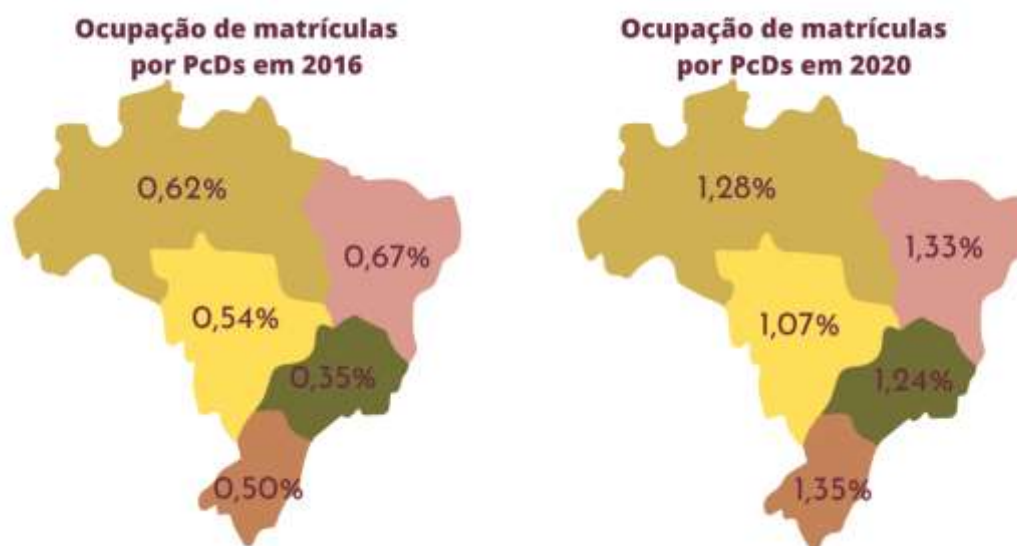 Ocupação de matrículas
por PcDs em 2016
0,62%
0,67%
0,54%
0,35%
0,50%
Ocupação de matrículas
por PcDs em 2020
1,28%
1,33%
1,07%
1,24%
1,35%